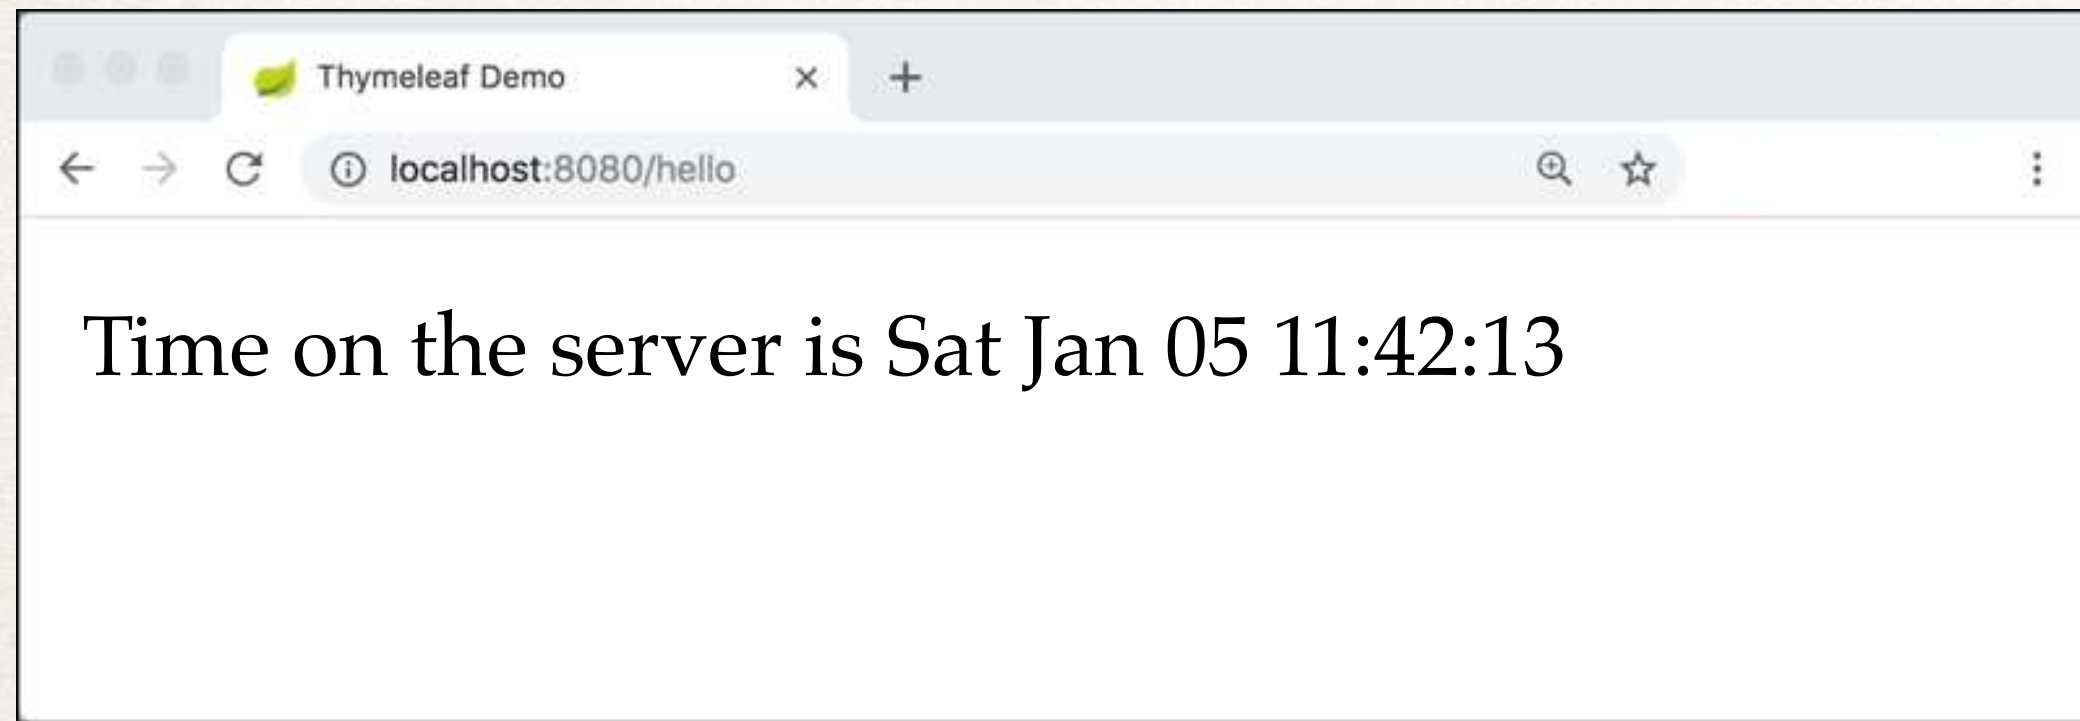 Thymeleaf Demo
localhost:8080/hello
Time on the server is Sat Jan 05 11:42:13